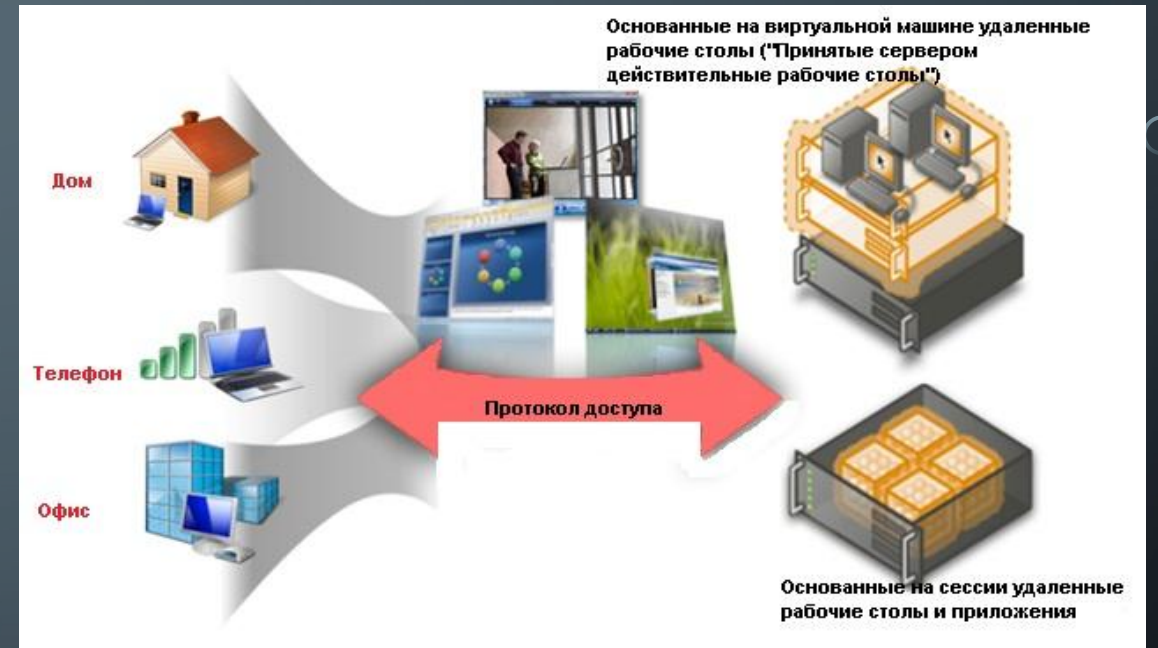 Основанные на виртуальной машине удаленные
рабочие столы ("Принятые сервером
действительные рабочие столы")
Дом
Телефон
Протокол доступа
Офис
Основанные на сессии удаленные
рабочие столы и приложения